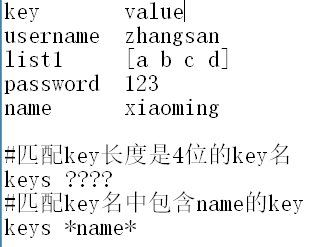 key      value
username  zhangsan
list1     [a b c d]
password  123
name      xiaoming

#匹配key长度是4位的key名
keys ????
#匹配key名中包含name的key
keys *name*